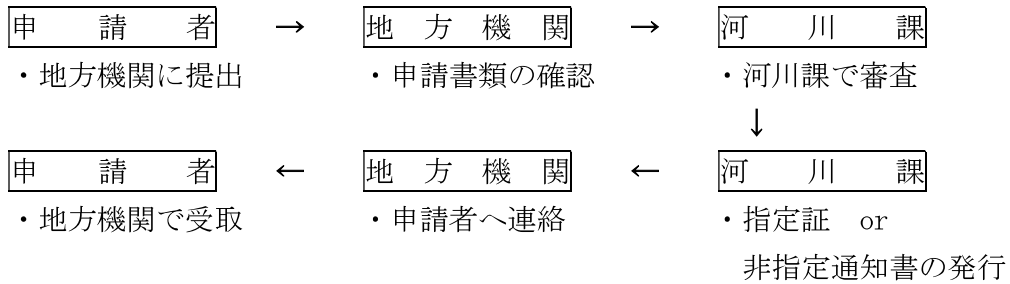 申請者 → 地方機関 → 河川課
・地方機関に提出 ・申請書類の確認 ・河川課で審査
↓
申請者 ← 地方機関 ← 河川課
・地方機関で受取 ・申請者へ連絡 ・指定証 or
非指定通知書の発行